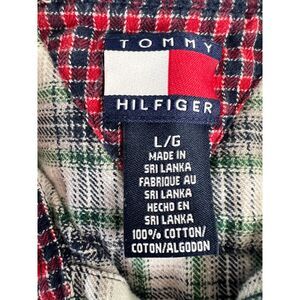 TOMMY
HILFIGER
L/G
MADE IN
SRI LANKA
FABRIQUE AU
SRI LANKA
HECHO EN
SRI LANKA
100% COTTON/
COTON/ALGODON